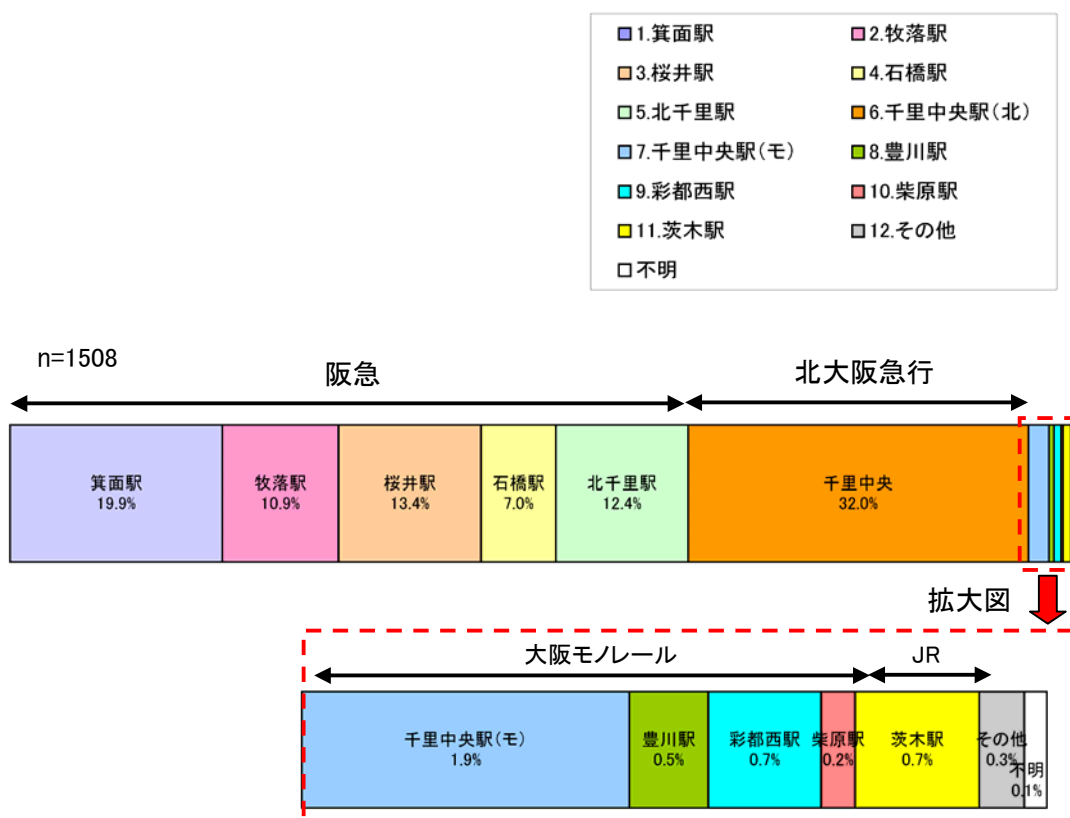 1.箕面駅
2.牧落駅
3.桜井駅
4.石橋駅
5.北千里駅
6.千里中央駅(北)
7.千里中央駅(モ)
8.豊川駅
9.彩都西駅
10.柴原駅
11.茨木駅
12.その他
不明
n=1508
阪急
北大阪急行
箕面駅
19.9%
牧落駅
10.9%
桜井駅
13.4%
石橋駅
7.0%
北千里駅
12.4%
千里中央
32.0%
拡大図
大阪モノレール
JR
千里中央駅(モ)
1.9%
豊川駅
0.5%
彩都西駅
0.7%
柴原駅
0.2%
茨木駅
0.7%
その他
0.3%
不明
0.1%